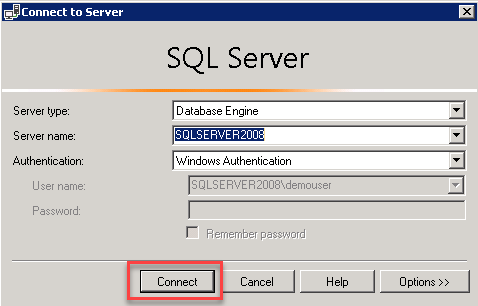 Connect to Server
SQL Server
Server type: Database Engine
Server name: SQLSERVER2008
Authentication: Windows Authentication
User name: SQLSERVER2008\demouser
Password:
Remember password
Connect Cancel Help Options >>